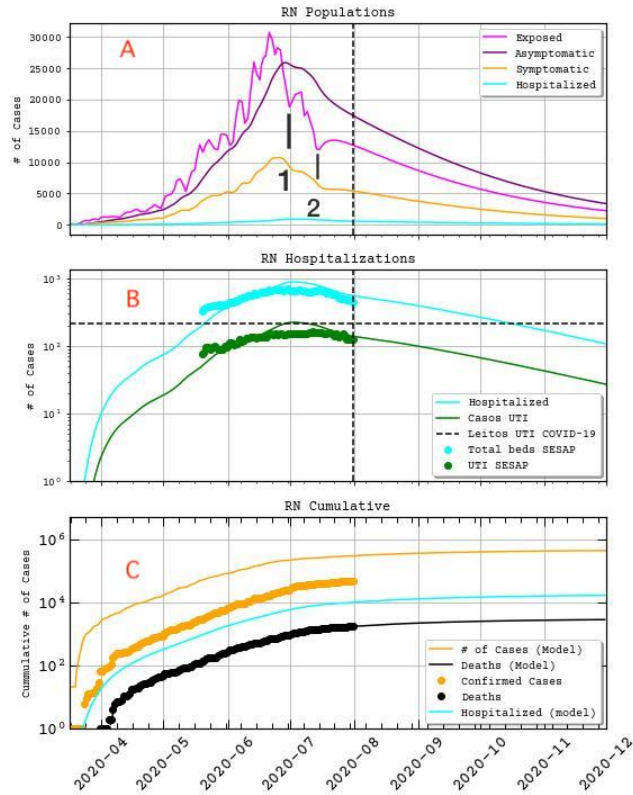 RN Populations
A
30000
25000
20000
15000
10000
5000
0
# of Cases
Exposed
Asymptomatic
Symptomatic
Hospitalized
1
2
RN Hospitalizations
B
10³
10²
10¹
10⁰
# of Cases
Hospitalized
Casos UTI
Leitos UTI COVID-19
Total beds SESAP
UTI SESAP
RN Cumulative
C
10⁶
10⁴
10²
10⁰
Cummulative # of Cases
# of Cases (Model)
Deaths (Model)
Confirmed Cases
Deaths
Hospitalized (model)
2020-04
2020-05
2020-06
2020-07
2020-08
2020-09
2020-10
2020-11
2020-12